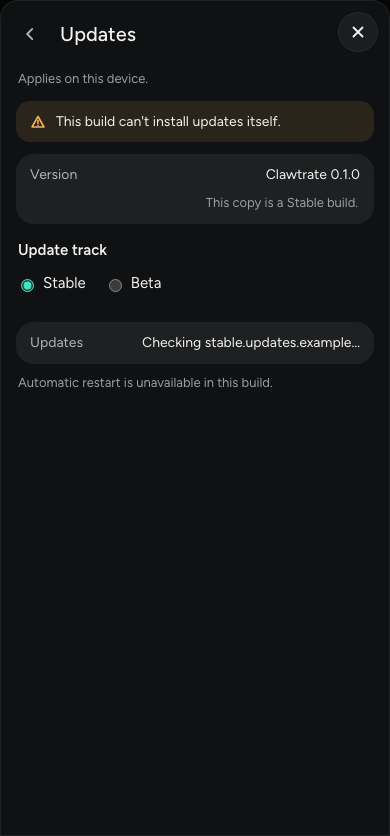 Updates
Applies on this device.
This build can't install updates itself.
Version Clawtrate 0.1.0
This copy is a Stable build.
Update track
Stable Beta
Updates Checking stable.updates.example…
Automatic restart is unavailable in this build.